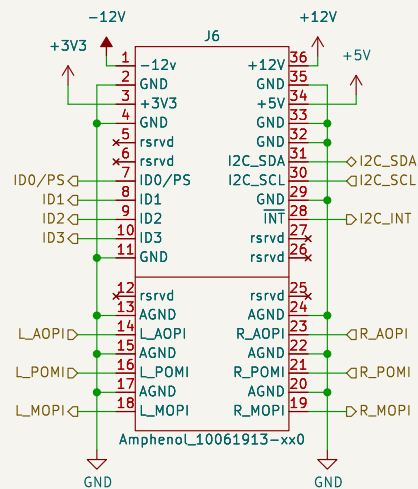 -12V
+12V
J6
+3V3
+5V
1 -12v +12V 36
2 GND GND 35
3 +3V3 +5V 34
4 GND GND 33
5 rsrvd GND 32
6 rsrvd I2C_SDA 31 I2C_SDA
ID0/PS 7 ID0/PS I2C_SCL 30 I2C_SCL
ID1 8 ID1 GND 29
ID2 9 ID2 INT 28 I2C_INT
ID3 10 ID3 rsrvd 27
11 GND rsrvd 26
12 rsrvd rsrvd 25
13 AGND AGND 24
L_AOPI 14 L_AOPI R_AOPI 23 R_AOPI
15 AGND AGND 22
L_POMI 16 L_POMI R_POMI 21 R_POMI
17 AGND AGND 20
L_MOPI 18 L_MOPI R_MOPI 19 R_MOPI
Amphenol_10061913-xx0
GND GND